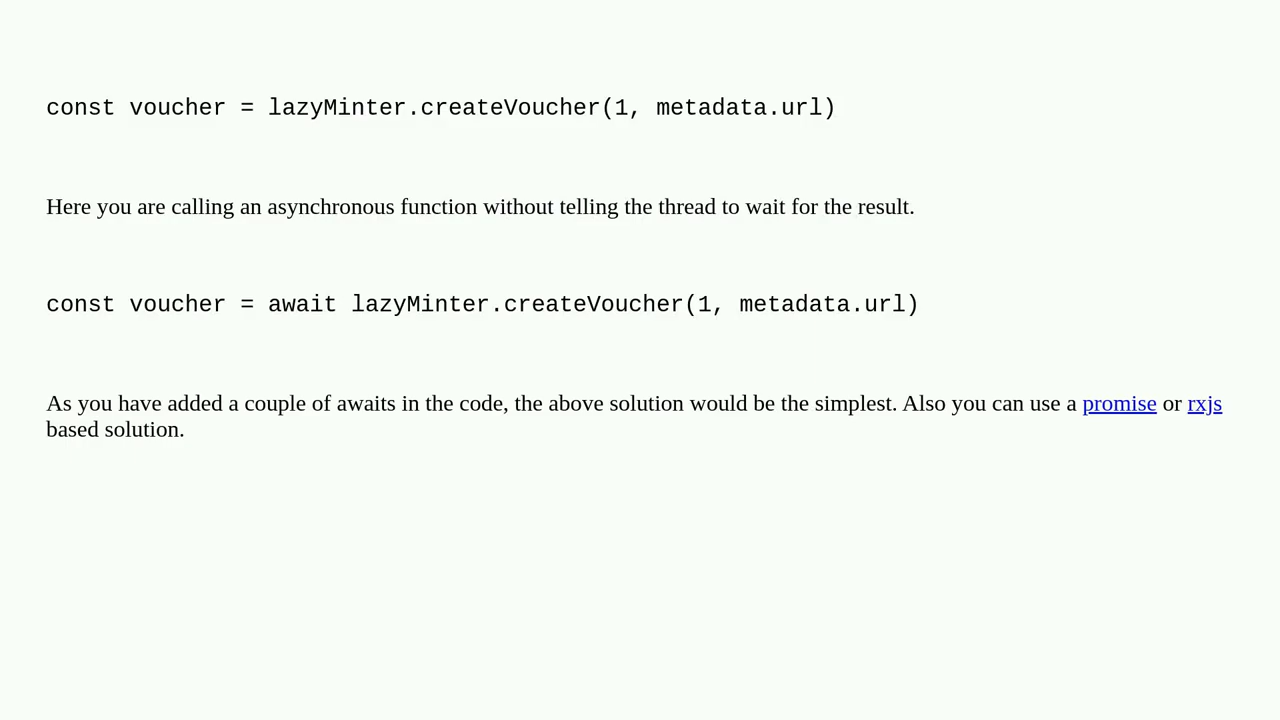 const voucher = lazyMinter.createVoucher(1, metadata.url)
Here you are calling an asynchronous function without telling the thread to wait for the result.
const voucher = await lazyMinter.createVoucher(1, metadata.url)
As you have added a couple of awaits in the code, the above solution would be the simplest. Also you can use a promise or rxjs
based solution.